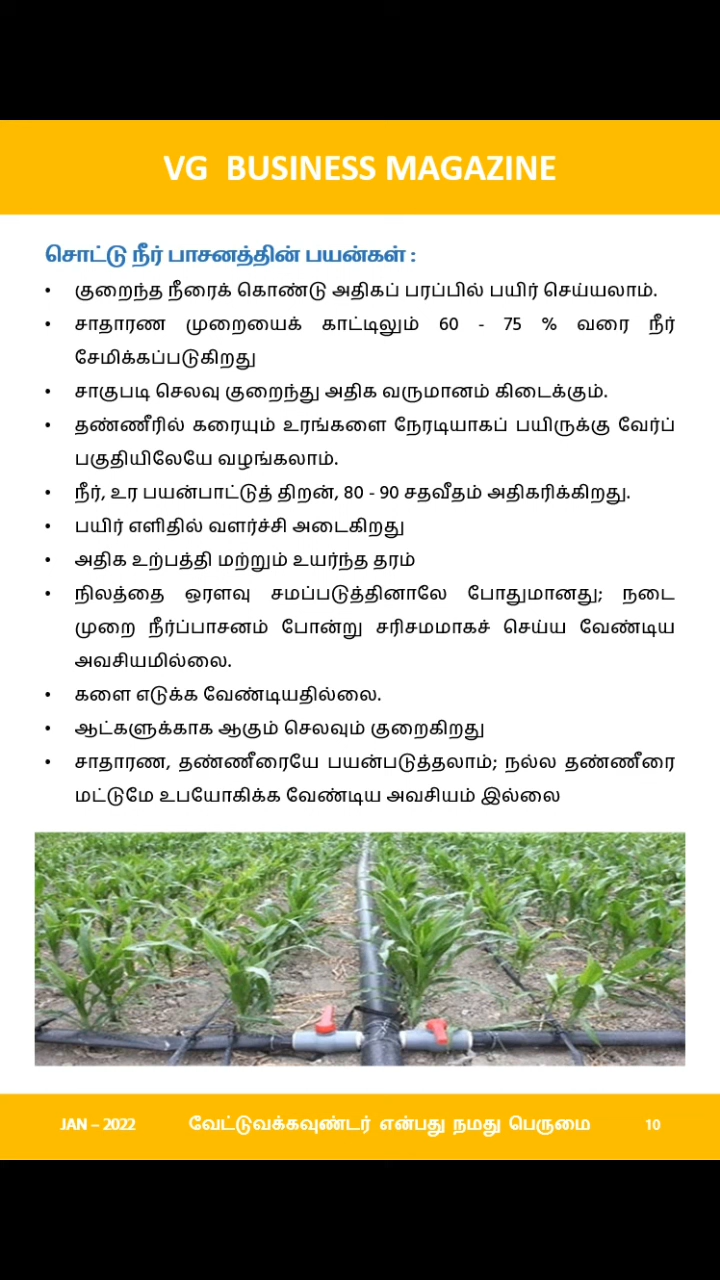 VG BUSINESS MAGAZINE
சொட்டு நீர் பாசனத்தின் பயன்கள் :
• குறைந்த நீரைக் கொண்டு அதிகப் பரப்பில் பயிர் செய்யலாம்.
• சாதாரண முறையைக் காட்டிலும் 60 - 75 % வரை நீர்
சேமிக்கப்படுகிறது
• சாகுபடி செலவு குறைந்து அதிக வருமானம் கிடைக்கும்.
• தண்ணீரில் கரையும் உரங்களை நேரடியாகப் பயிருக்கு வேர்ப்
பகுதியிலேயே வழங்கலாம்.
• நீர், உர பயன்பாட்டுத் திறன், 80 - 90 சதவீதம் அதிகரிக்கிறது.
• பயிர் எளிதில் வளர்ச்சி அடைகிறது
• அதிக உற்பத்தி மற்றும் உயர்ந்த தரம்
• நிலத்தை ஒரளவு சமப்படுத்தினாலே போதுமானது; நடை
முறை நீர்ப்பாசனம் போன்று சரிசமமாகச் செய்ய வேண்டிய
அவசியமில்லை.
• களை எடுக்க வேண்டியதில்லை.
• ஆட்களுக்காக ஆகும் செலவும் குறைகிறது
• சாதாரண, தண்ணீரையே பயன்படுத்தலாம்; நல்ல தண்ணீரை
மட்டுமே உபயோகிக்க வேண்டிய அவசியம் இல்லை
JAN – 2022 வேட்டுவக்கவுண்டர் என்பது நமது பெருமை 10